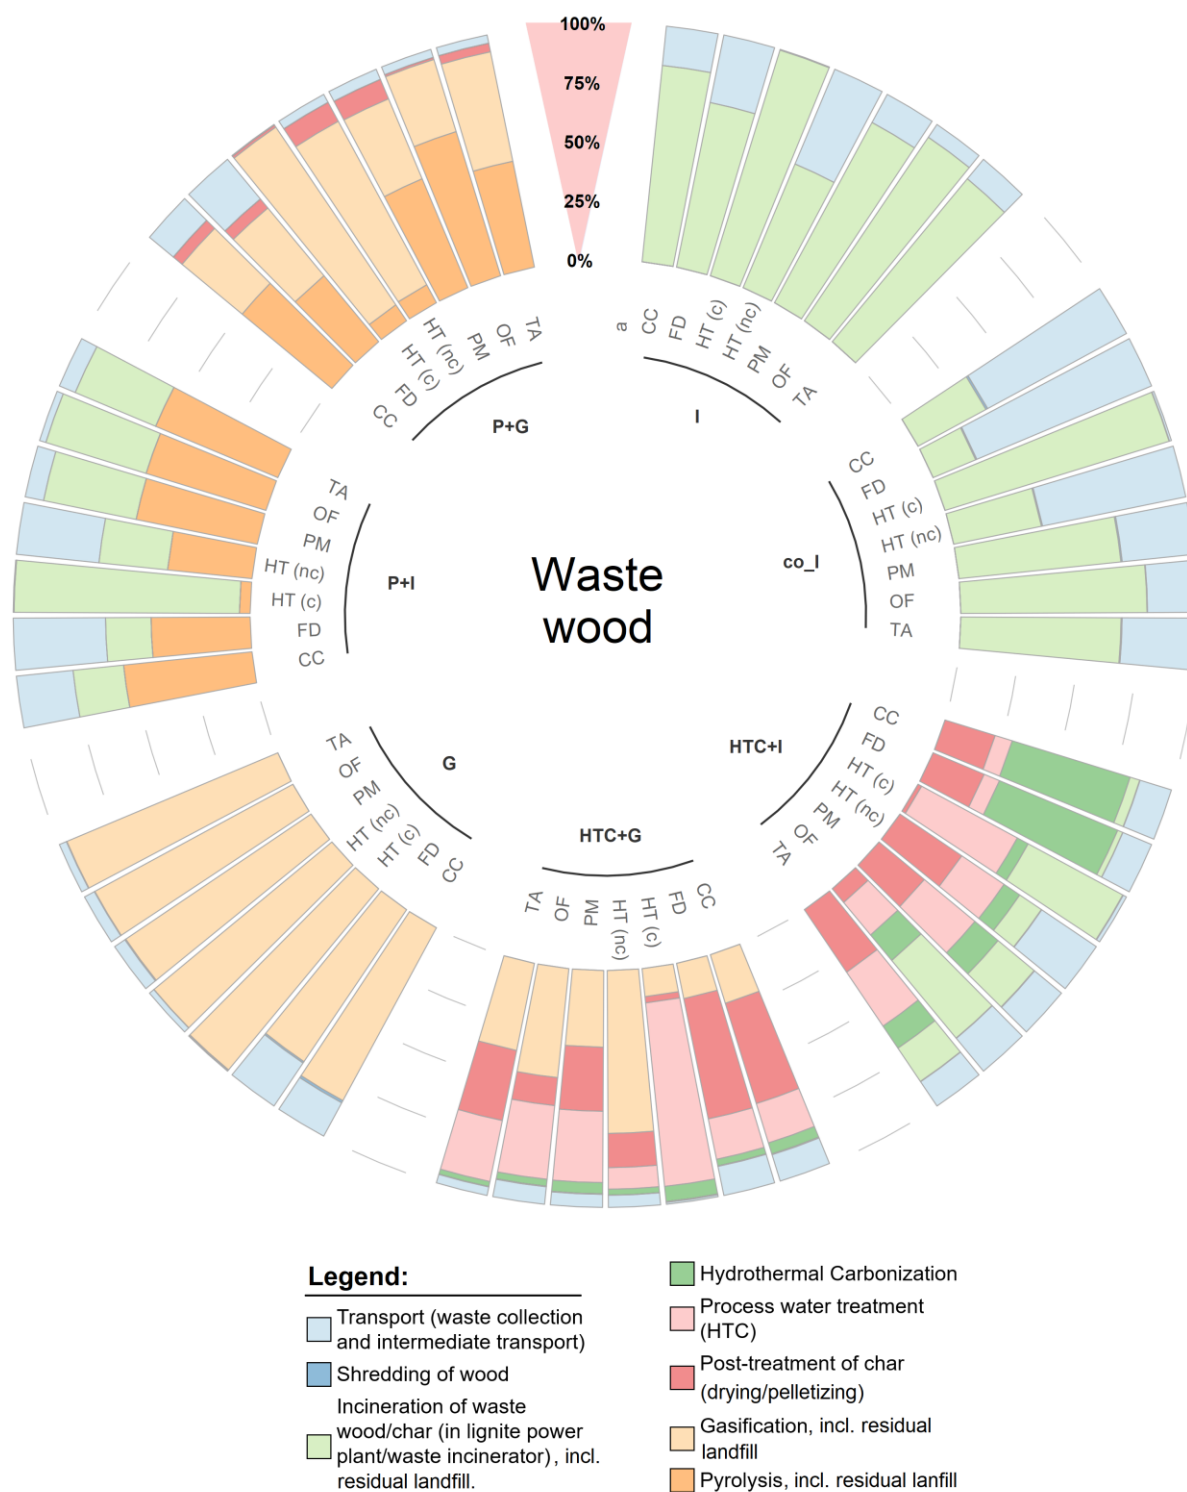 100%
75%
50%
25%
0%
a
CC
FD
HT (c)
HT (nc)
PM
OF
TA
I
CC
FD
HT (c)
HT (nc)
PM
OF
TA
co_I
CC
FD
HT (c)
HT (nc)
PM
OF
TA
HTC+I
CC
FD
HT (c)
HT (nc)
PM
OF
TA
HTC+G
CC
FD
HT (c)
HT (nc)
PM
OF
TA
G
CC
FD
HT (c)
HT (nc)
PM
OF
TA
P+I
CC
FD
HT (c)
HT (nc)
PM
OF
TA
P+G
Waste
wood
Legend:
Transport (waste collection
and intermediate transport)
Shredding of wood
Incineration of waste
wood/char (in lignite power
plant/waste incinerator), incl.
residual landfill.
Hydrothermal Carbonization
Process water treatment
(HTC)
Post-treatment of char
(drying/pelletizing)
Gasification, incl. residual
landfill
Pyrolysis, incl. residual lanfill